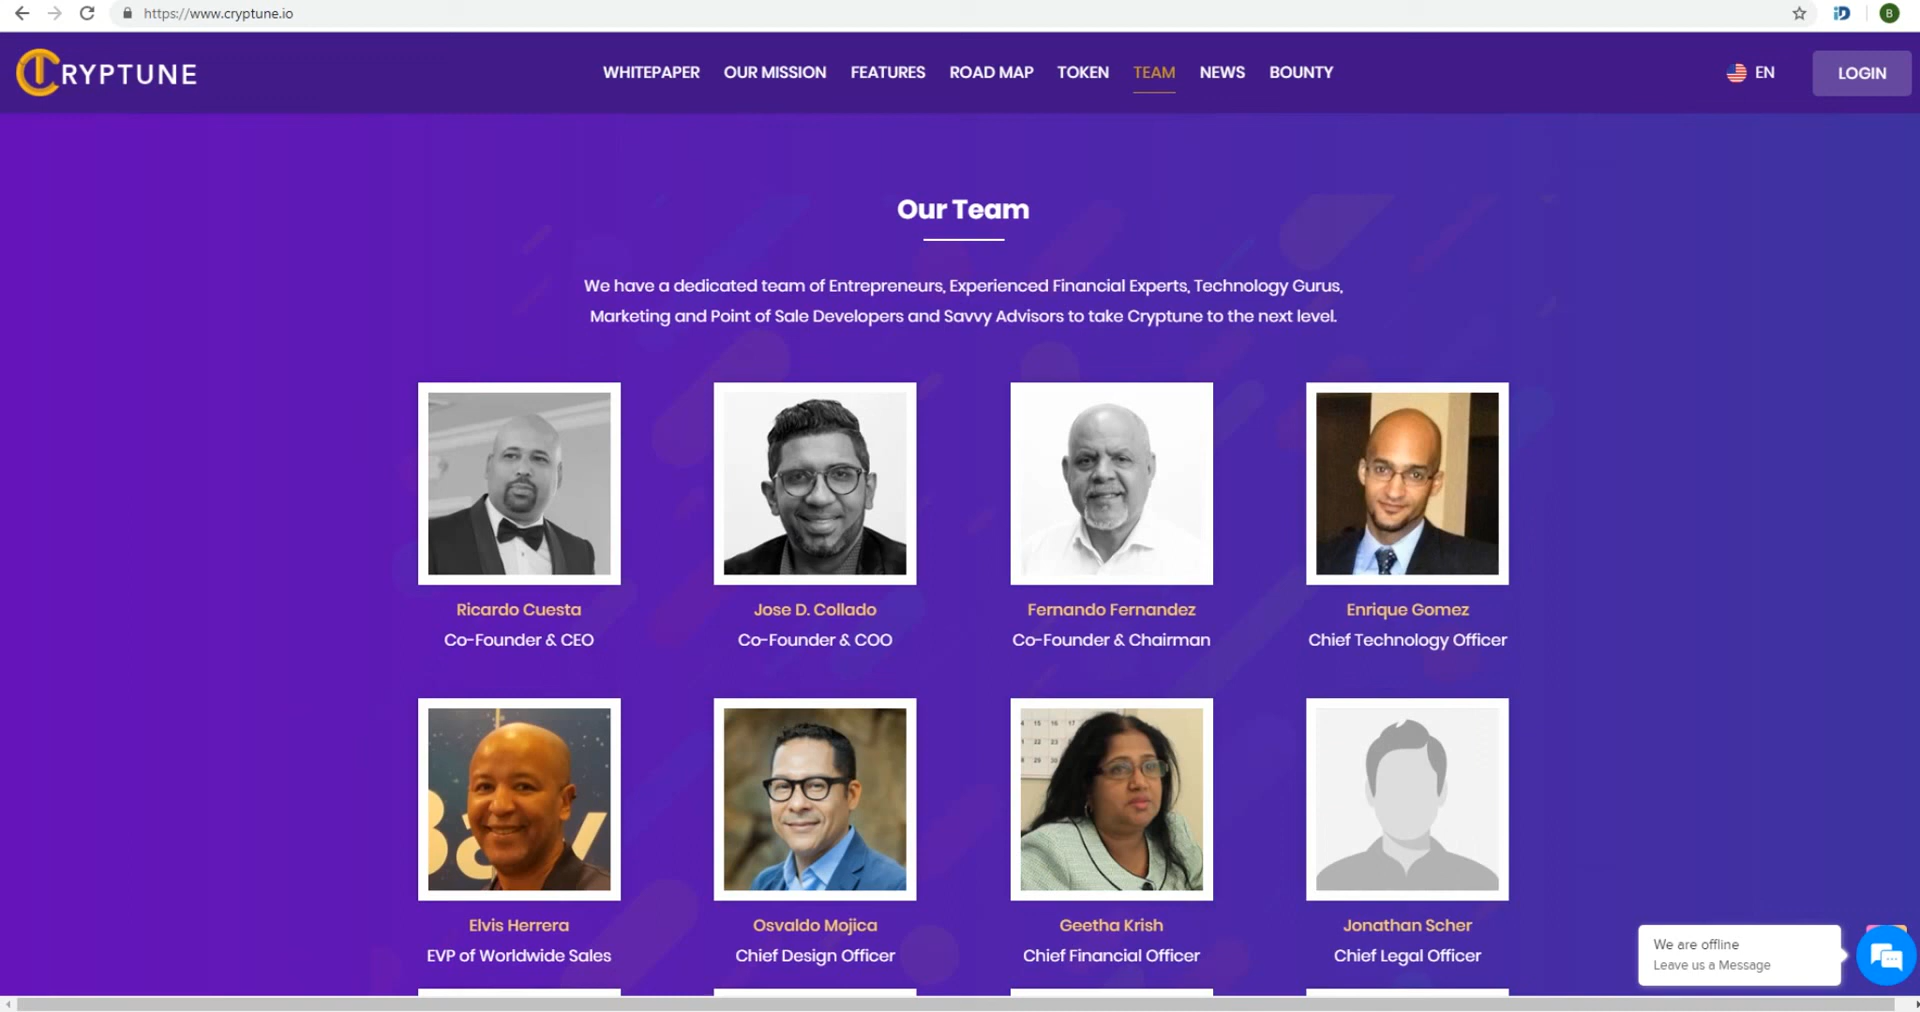 https://www.cryptune.io
B
CRYPTUNE
WHITEPAPER OUR MISSION FEATURES ROAD MAP TOKEN TEAM NEWS BOUNTY
EN
LOGIN
Our Team
We have a dedicated team of Entrepreneurs, Experienced Financial Experts, Technology Gurus,
Marketing and Point of Sale Developers and Savvy Advisors to take Cryptune to the next level.
Ricardo Cuesta
Co-Founder & CEO
Jose D. Collado
Co-Founder & COO
Fernando Fernandez
Co-Founder & Chairman
Enrique Gomez
Chief Technology Officer
Elvis Herrera
EVP of Worldwide Sales
Osvaldo Mojica
Chief Design Officer
Geetha Krish
Chief Financial Officer
Jonathan Scher
Chief Legal Officer
We are offline
Leave us a Message